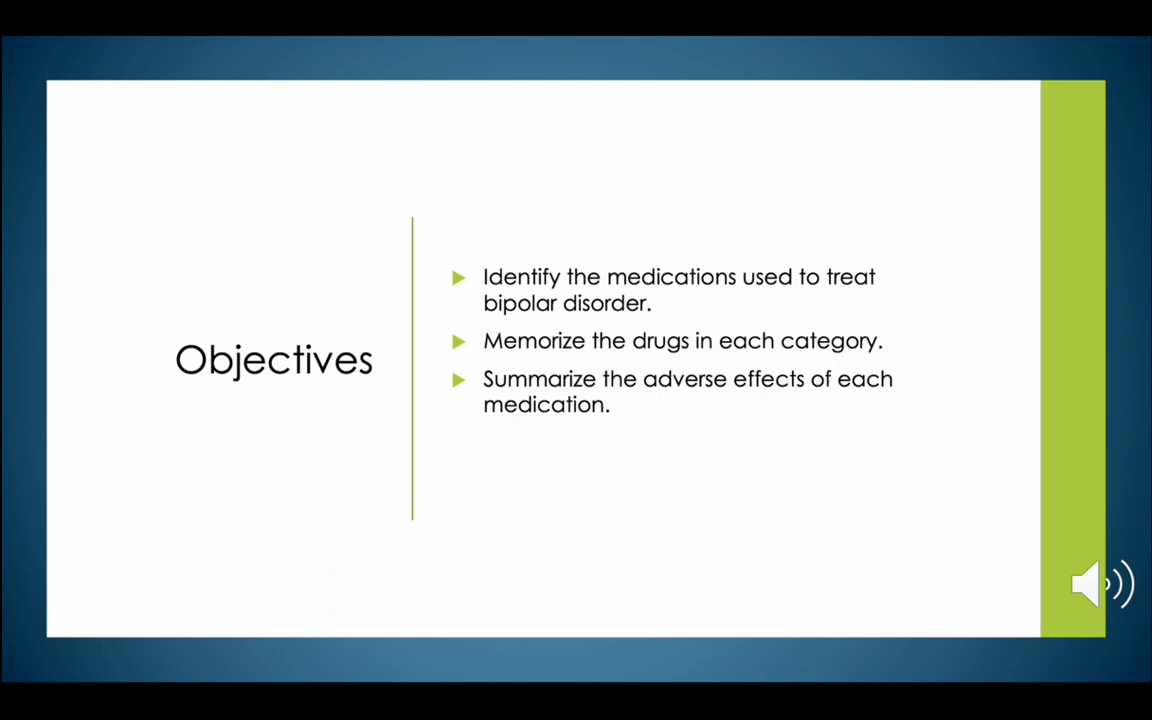 Objectives
Identify the medications used to treat
bipolar disorder.
Memorize the drugs in each category.
Summarize the adverse effects of each
medication.